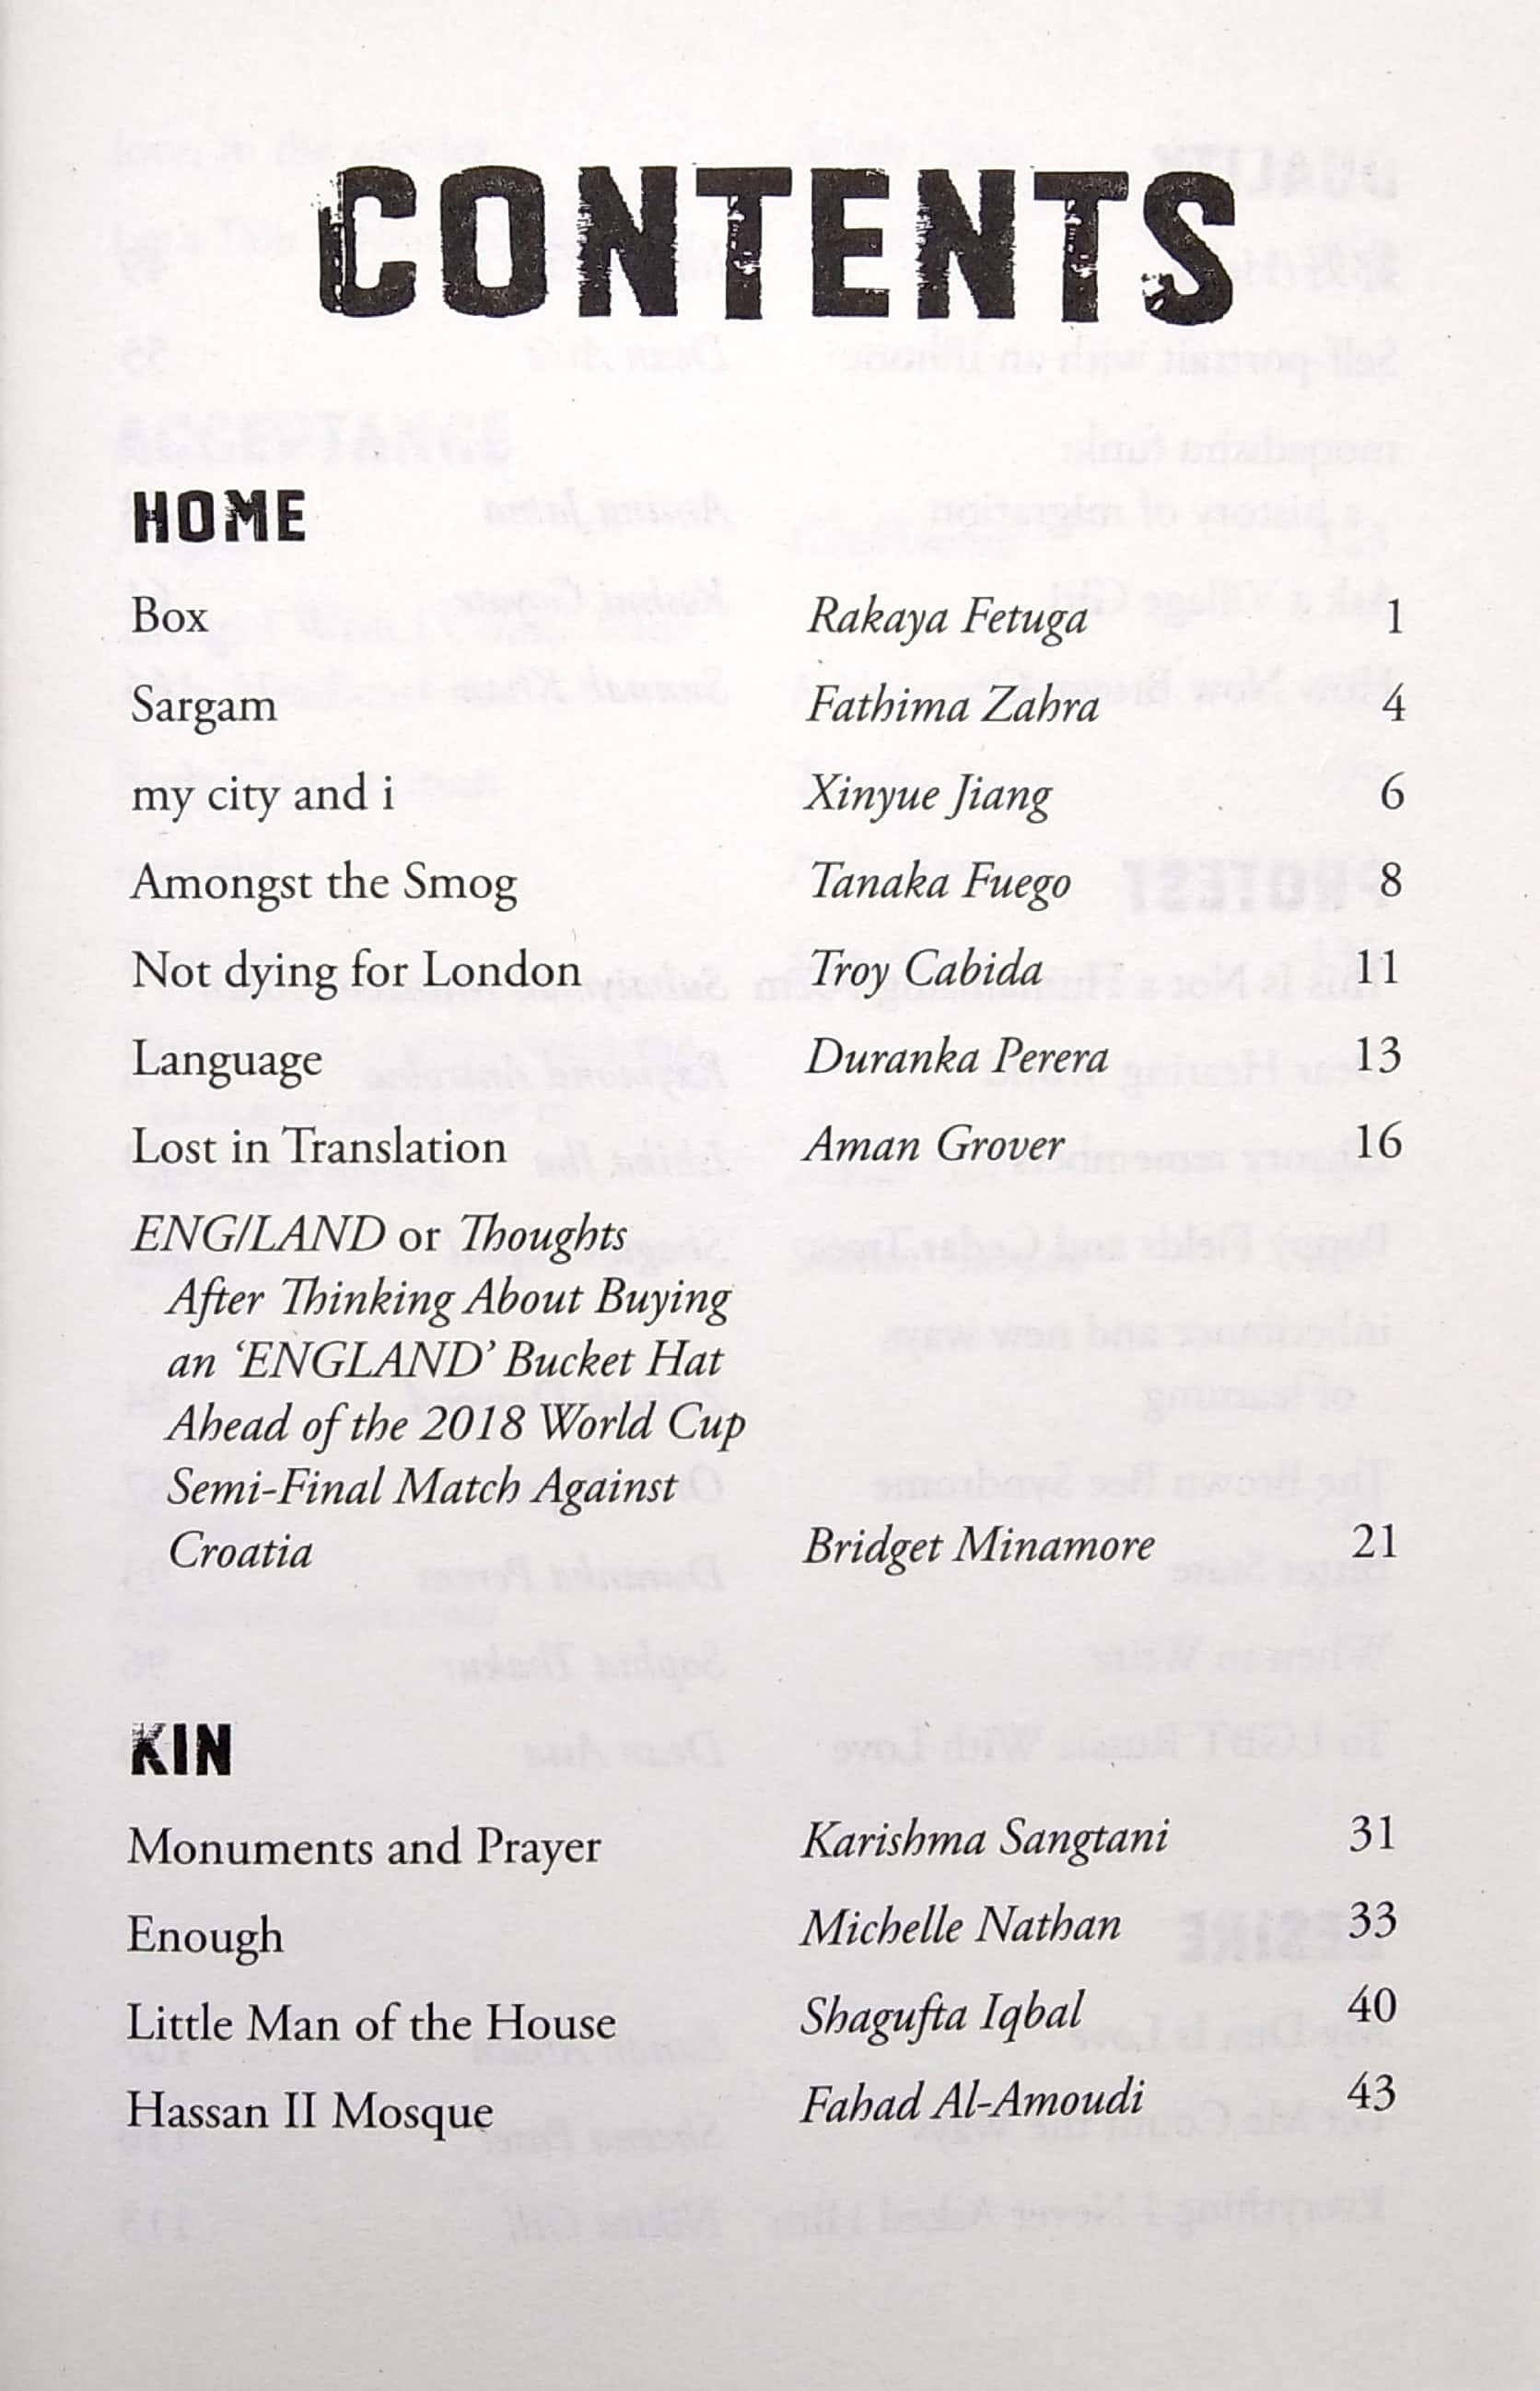 CONTENTS
HOME
Box Rakaya Fetuga 1
Sargam Fathima Zahra 4
my city and i Xinyue Jiang 6
Amongst the Smog Tanaka Fuego 8
Not dying for London Troy Cabida 11
Language Duranka Perera 13
Lost in Translation Aman Grover 16
ENG/LAND or Thoughts
After Thinking About Buying
an ‘ENGLAND’ Bucket Hat
Ahead of the 2018 World Cup
Semi-Final Match Against
Croatia Bridget Minamore 21
KIN
Monuments and Prayer Karishma Sangtani 31
Enough Michelle Nathan 33
Little Man of the House Shagufta Iqbal 40
Hassan II Mosque Fahad Al-Amoudi 43